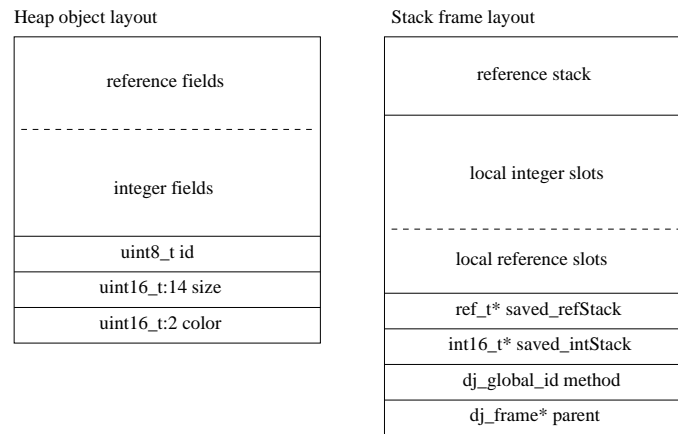 Heap object layout
reference fields
integer fields
uint8_t id
uint16_t:14 size
uint16_t:2 color
Stack frame layout
reference stack
local integer slots
local reference slots
ref_t* saved_refStack
int16_t* saved_intStack
dj_global_id method
dj_frame* parent